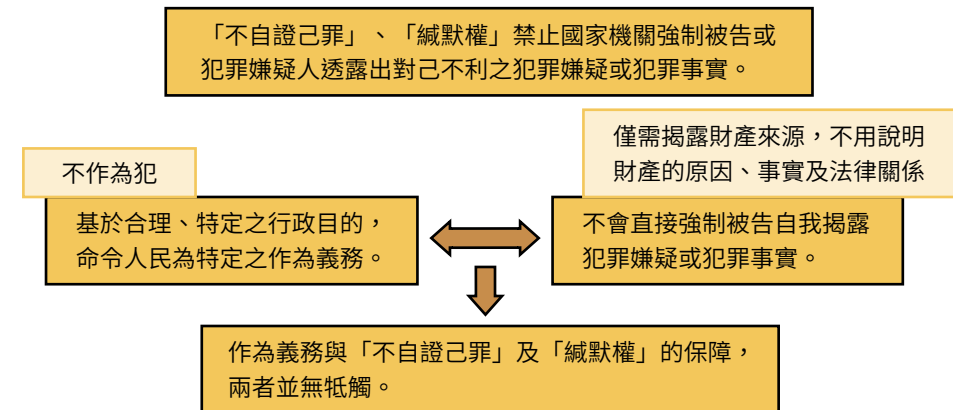 「不自證己罪」、「緘默權」禁止國家機關強制被告或
犯罪嫌疑人透露出對己不利之犯罪嫌疑或犯罪事實。
不作為犯
基於合理、特定之行政目的，
命令人民為特定之作為義務。
僅需揭露財產來源，不用說明
財產的原因、事實及法律關係
不會直接強制被告自我揭露
犯罪嫌疑或犯罪事實。
作為義務與「不自證己罪」及「緘默權」的保障，
兩者並無牴觸。